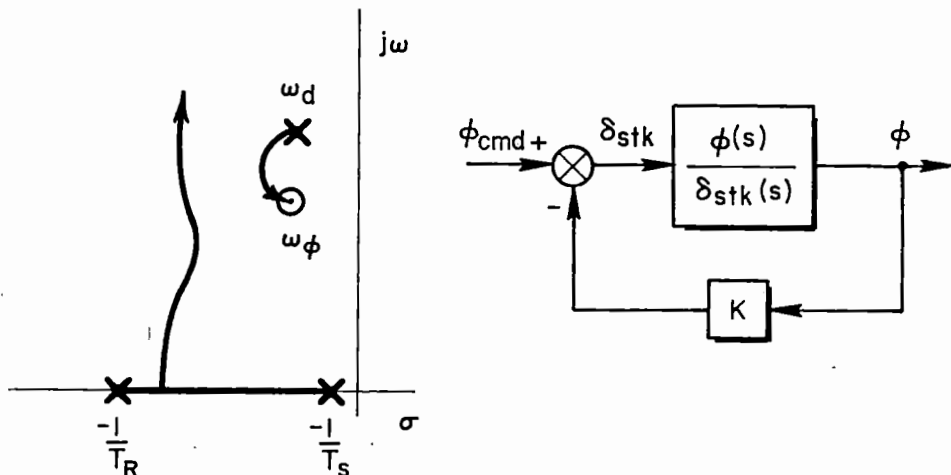 jω
ω_d
ω_φ
-1
T_R
-1
T_s
σ
φ_cmd +
-
δ_stk
φ(s)
δ_stk(s)
φ
K